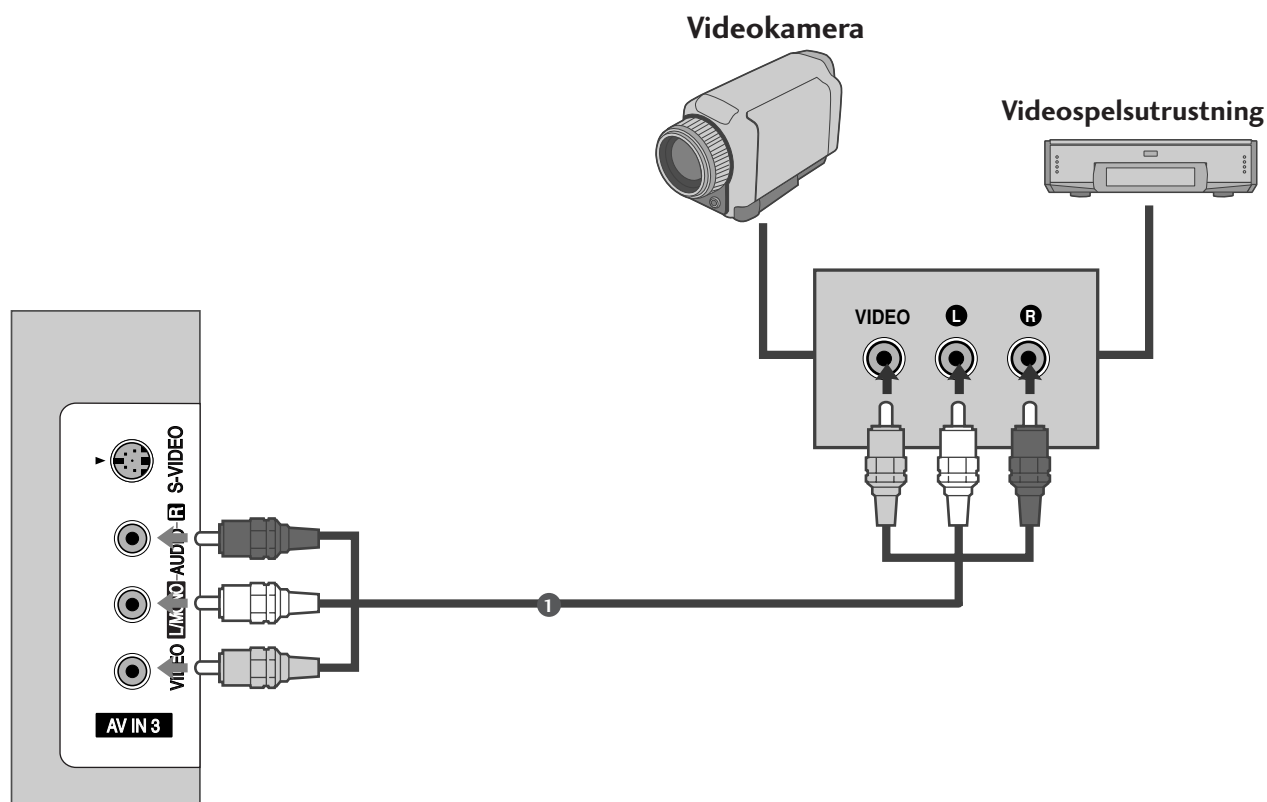 Videokamera
Videospelsutrustning
VIDEO L R
S-VIDEO
R AUDIO L/MONO
VIDEO
1
AV IN 3